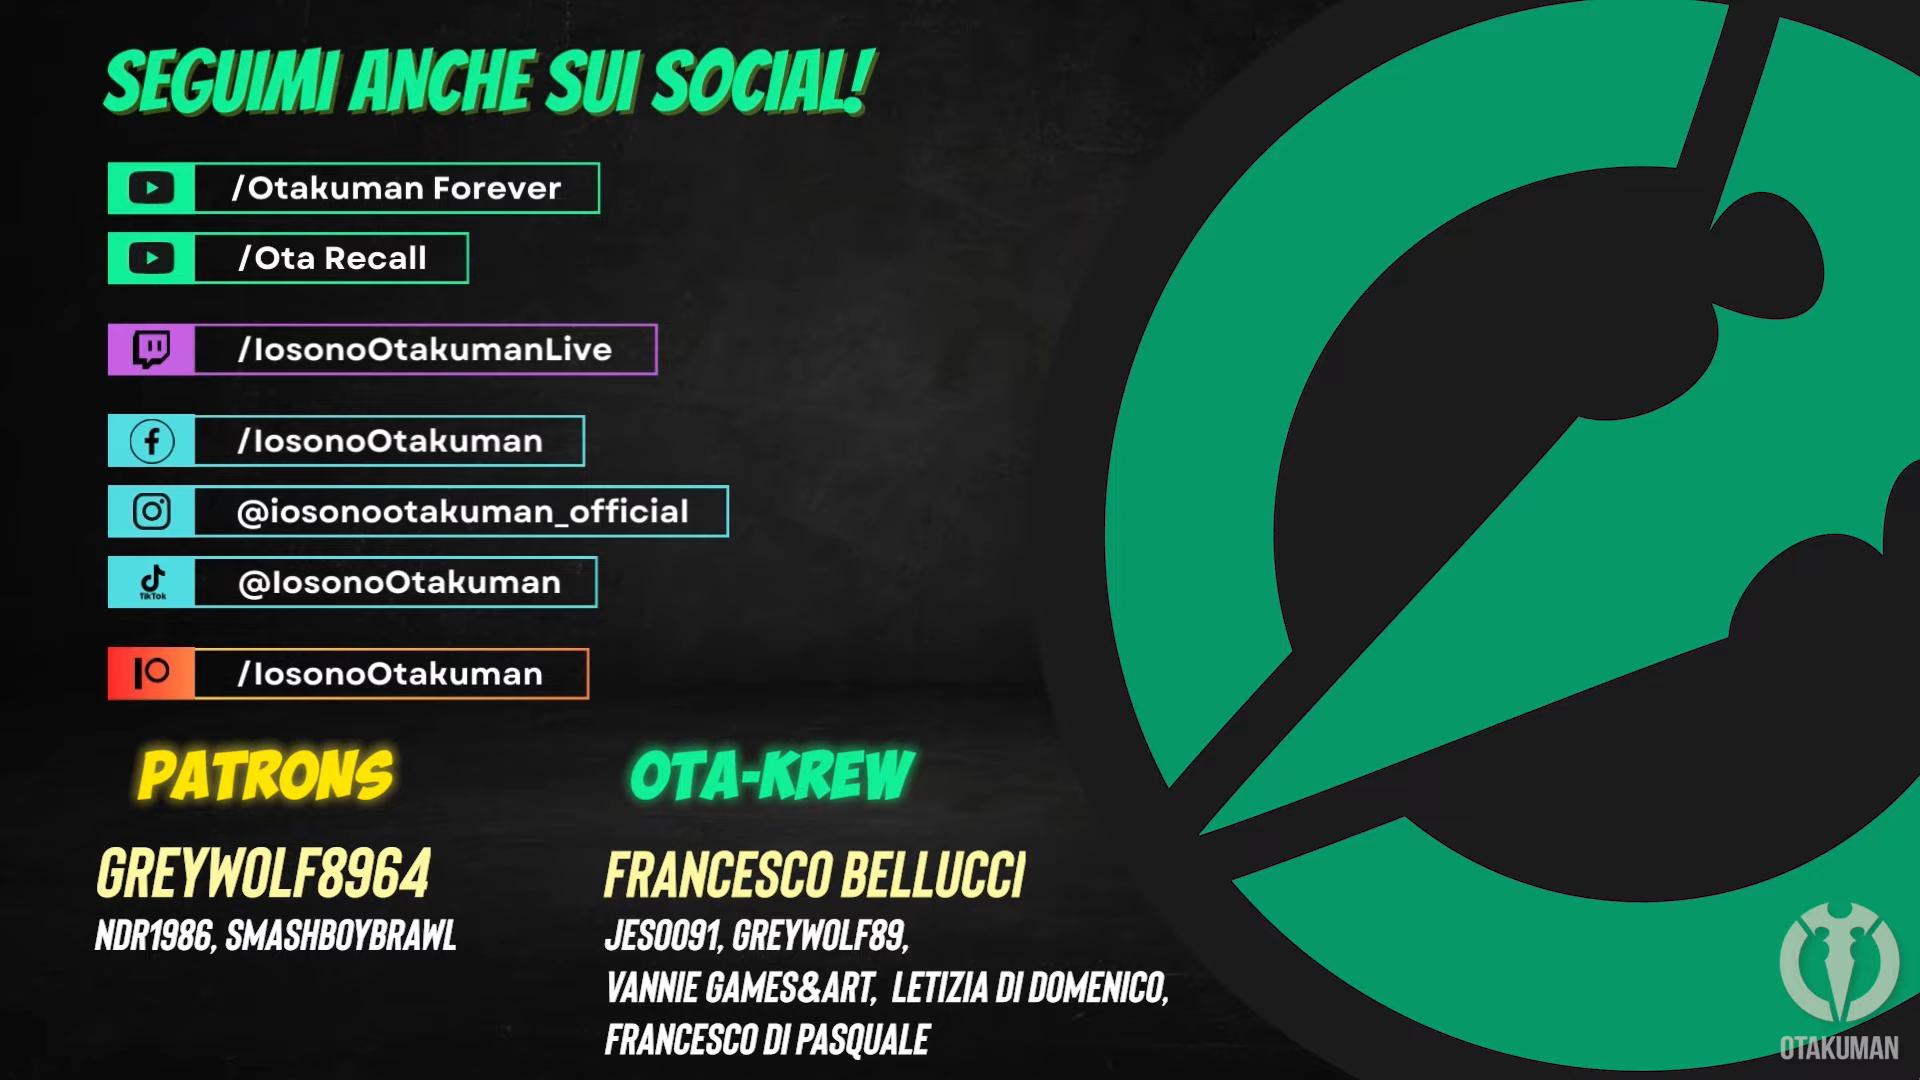 SEGUIMI ANCHE SUI SOCIAL!
/Otakuman Forever
/Ota Recall
/IosonoOtakumanLive
/IosonoOtakuman
@iosonootakuman_official
TikTok
@IosonoOtakuman
/IosonoOtakuman
PATRONS
GREYWOLF8964
NDR1986, SMASHBOYBRAWL
OTA-KREW
FRANCESCO BELLUCCI
JESOO91, GREYWOLF89,
VANNIE GAMES&ART, LETIZIA DI DOMENICO,
FRANCESCO DI PASQUALE
OTAKUMAN